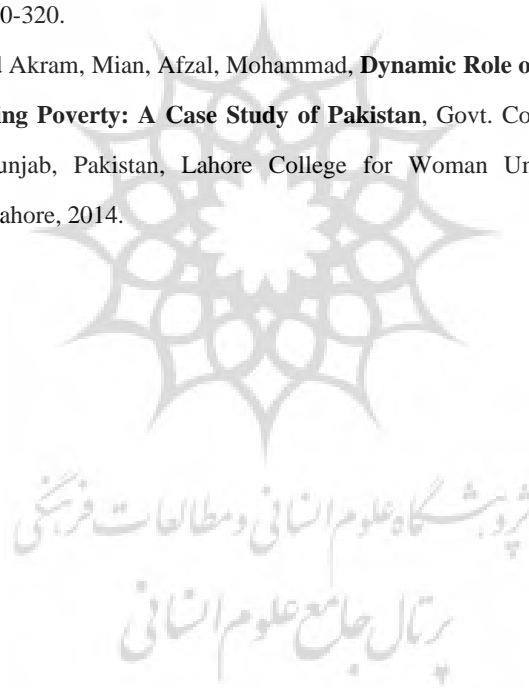 0-320.
d Akram, Mian, Afzal, Mohammad, Dynamic Role o
ing Poverty: A Case Study of Pakistan, Govt. Co
unjab, Pakistan, Lahore College for Woman Un
ahore, 2014.
پژوهشگاه علوم انسانی و مطالعات فرهنگی
پرتال جامع علوم انسانی